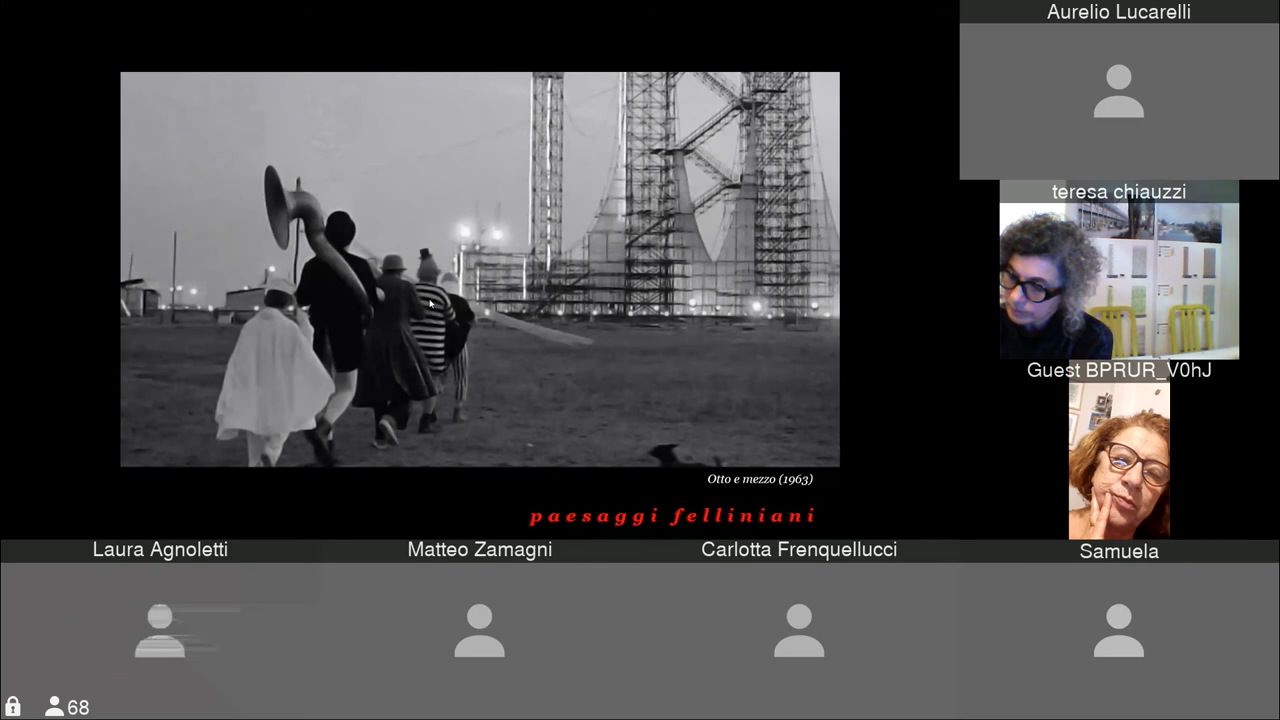 Aurelio Lucarelli
teresa chiauzzi
Guest BPRUR_V0hJ
Otto e mezzo (1963)
paesaggi felliniani
Laura Agnoletti
Matteo Zamagni
Carlotta Frenquellucci
Samuela
68